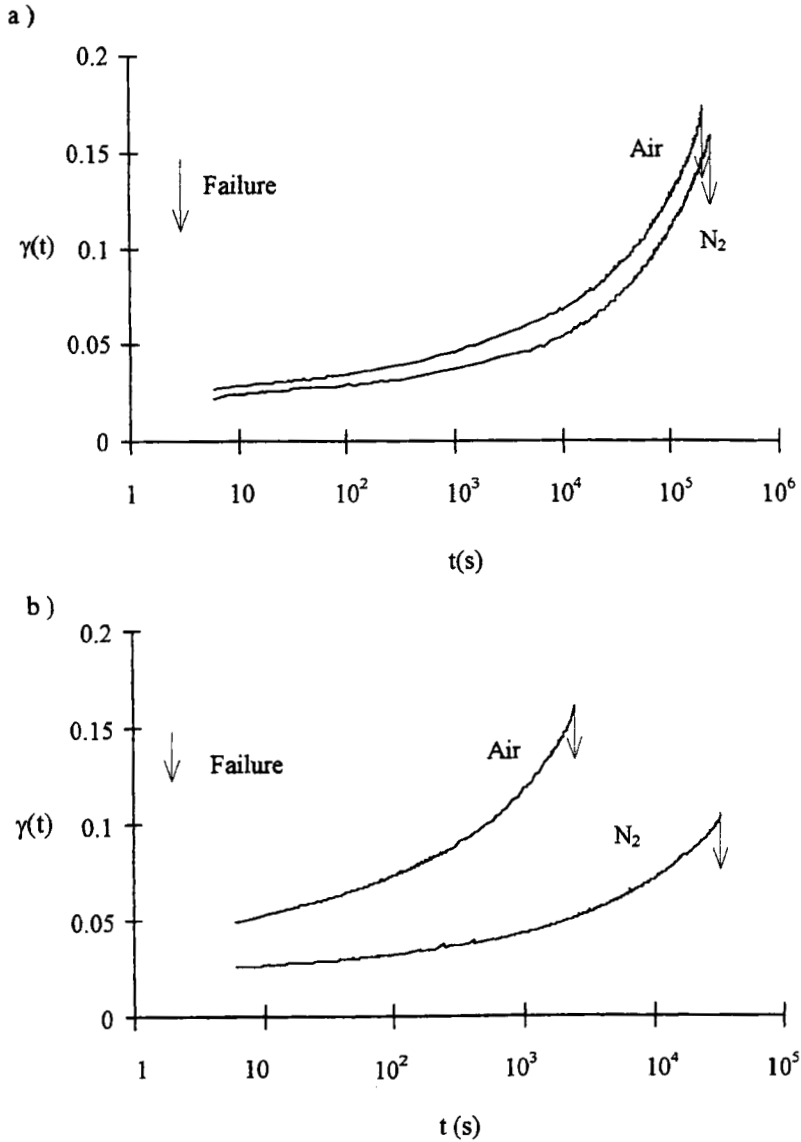 a )
0.2
0.15
0.1
0.05
0
γ(t)
Failure
Air
N₂
1 10 10² 10³ 10⁴ 10⁵ 10⁶
t(s)
b )
0.2
0.15
0.1
0.05
0
γ(t)
Failure
Air
N₂
1 10 10² 10³ 10⁴ 10⁵
t (s)